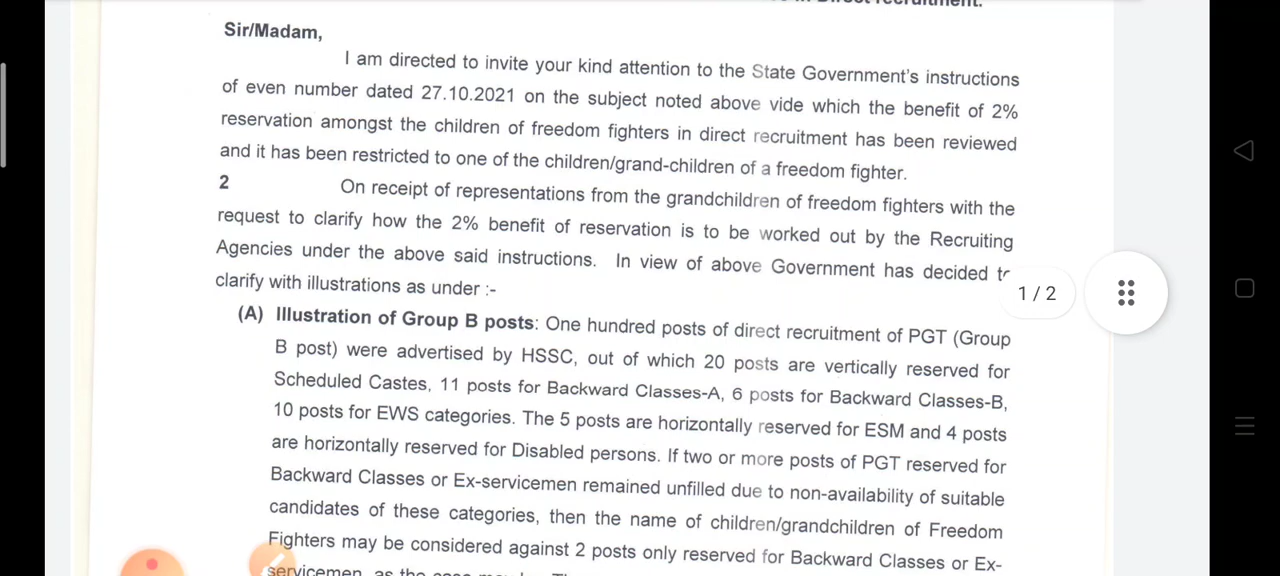 in Direct recruitment.
Sir/Madam,
I am directed to invite your kind attention to the State Government's instructions
of even number dated 27.10.2021 on the subject noted above vide which the benefit of 2%
reservation amongst the children of freedom fighters in direct recruitment has been reviewed
and it has been restricted to one of the children/grand-children of a freedom fighter.
2 On receipt of representations from the grandchildren of freedom fighters with the
request to clarify how the 2% benefit of reservation is to be worked out by the Recruiting
Agencies under the above said instructions. In view of above Government has decided to
clarify with illustrations as under :-
1 / 2
(A) Illustration of Group B posts: One hundred posts of direct recruitment of PGT (Group
B post) were advertised by HSSC, out of which 20 posts are vertically reserved for
Scheduled Castes, 11 posts for Backward Classes-A, 6 posts for Backward Classes-B,
10 posts for EWS categories. The 5 posts are horizontally reserved for ESM and 4 posts
are horizontally reserved for Disabled persons. If two or more posts of PGT reserved for
Backward Classes or Ex-servicemen remained unfilled due to non-availability of suitable
candidates of these categories, then the name of children/grandchildren of Freedom
Fighters may be considered against 2 posts only reserved for Backward Classes or Ex-
servicemen, as the case may be.